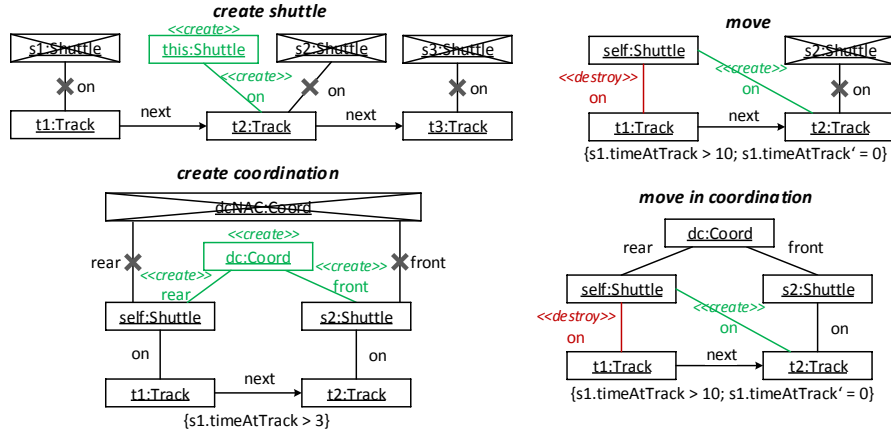 create shuttle
<<create>>
s1:Shuttle
this:Shuttle
s2:Shuttle
s3:Shuttle
<<create>>
on
on
on
on
next
next
t1:Track
t2:Track
t3:Track
move
self:Shuttle
s2:Shuttle
<<destroy>>
on
<<create>>
on
on
next
t1:Track
t2:Track
{s1.timeAtTrack > 10; s1.timeAtTrack‘ = 0}
create coordination
dcNAC:Coord
<<create>>
rear
dc:Coord
front
<<create>>
rear
<<create>>
front
self:Shuttle
s2:Shuttle
on
on
next
t1:Track
t2:Track
{s1.timeAtTrack > 3}
move in coordination
dc:Coord
rear
front
self:Shuttle
s2:Shuttle
<<destroy>>
on
<<create>>
on
on
next
t1:Track
t2:Track
{s1.timeAtTrack > 10; s1.timeAtTrack‘ = 0}